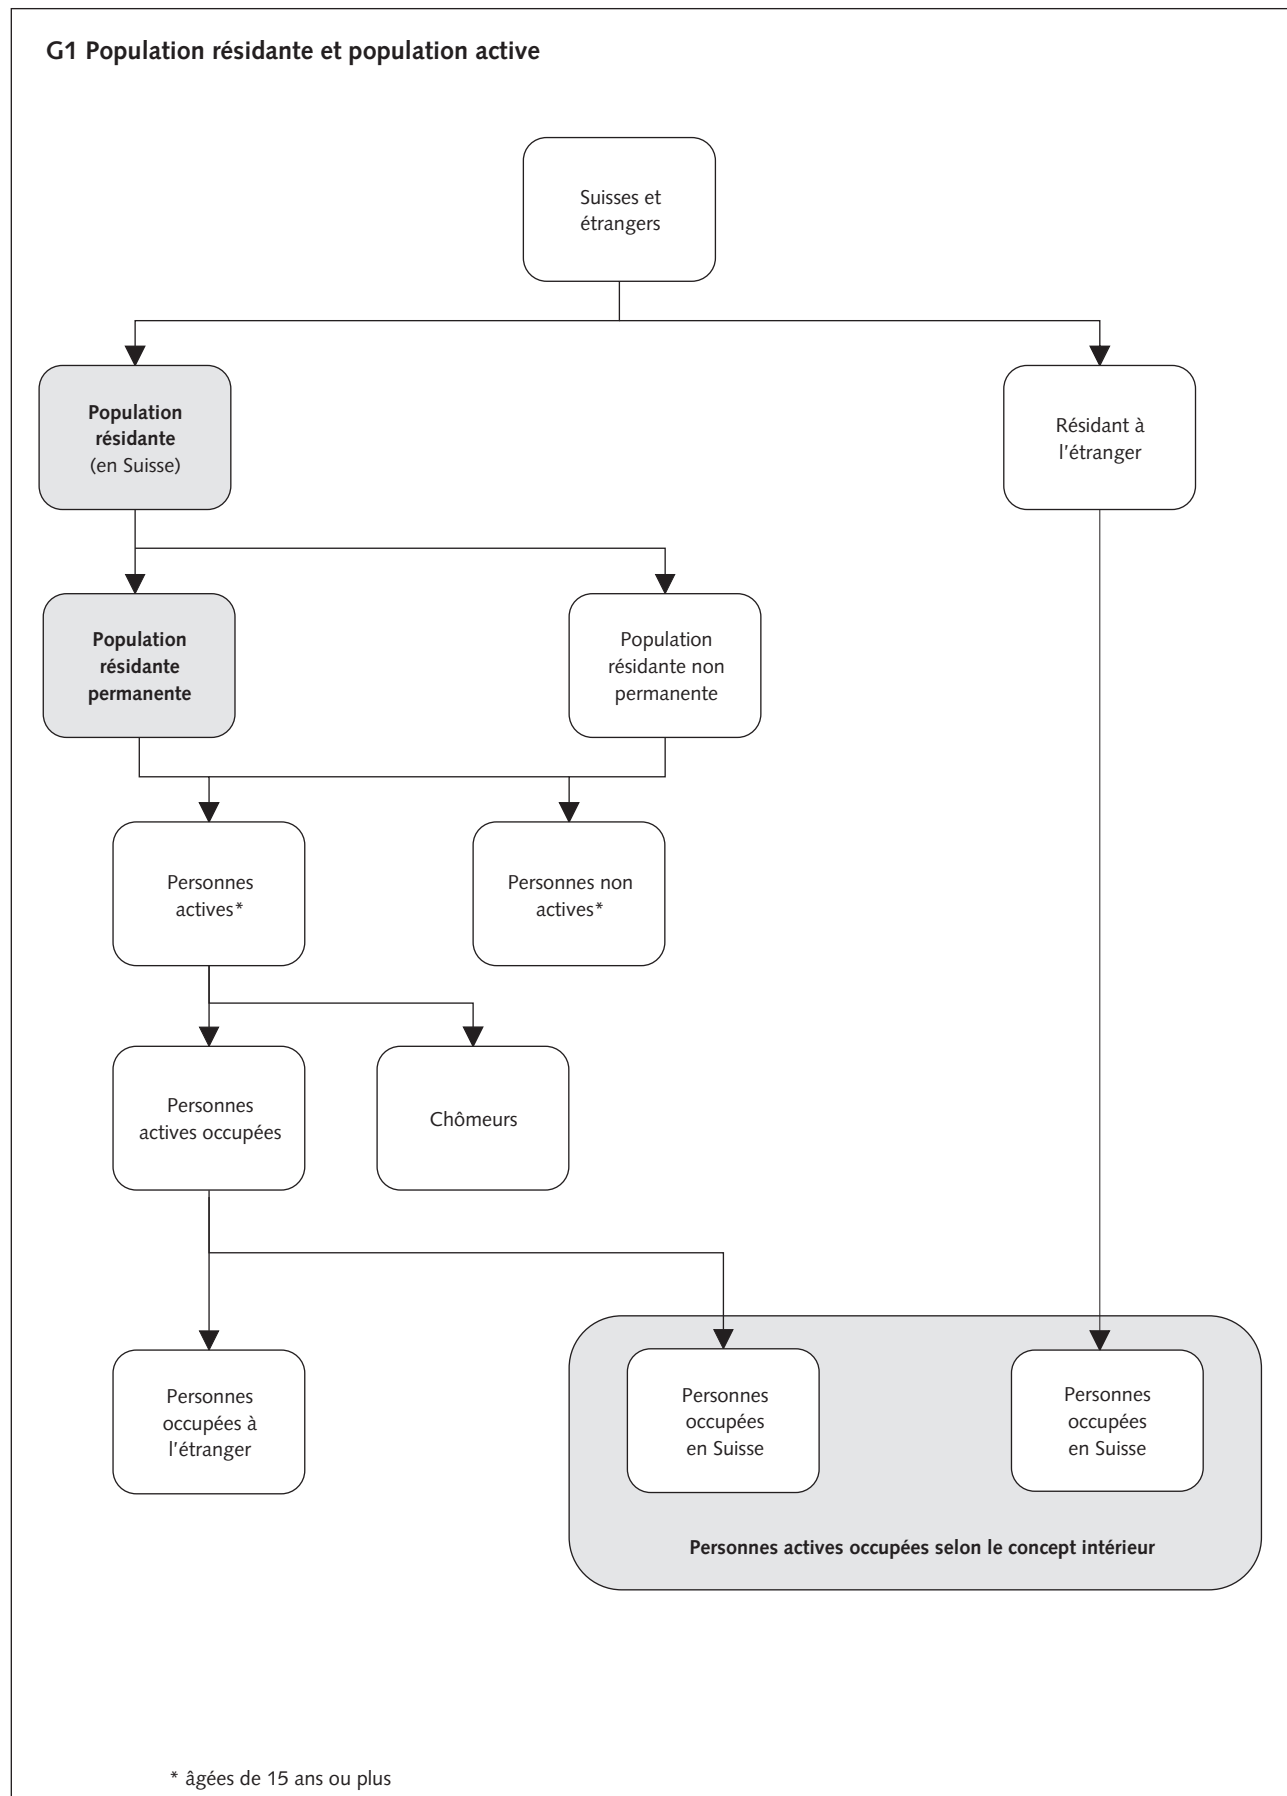 G1 Population résidante et population active
Suisses et
étrangers
Population
résidante
(en Suisse)
Résidant à
l'étranger
Population
résidante
permanente
Population
résidante non
permanente
Personnes
actives*
Personnes non
actives*
Personnes
actives occupées
Chômeurs
Personnes
occupées à
l'étranger
Personnes
occupées
en Suisse
Personnes
occupées
en Suisse
Personnes actives occupées selon le concept intérieur
* âgées de 15 ans ou plus